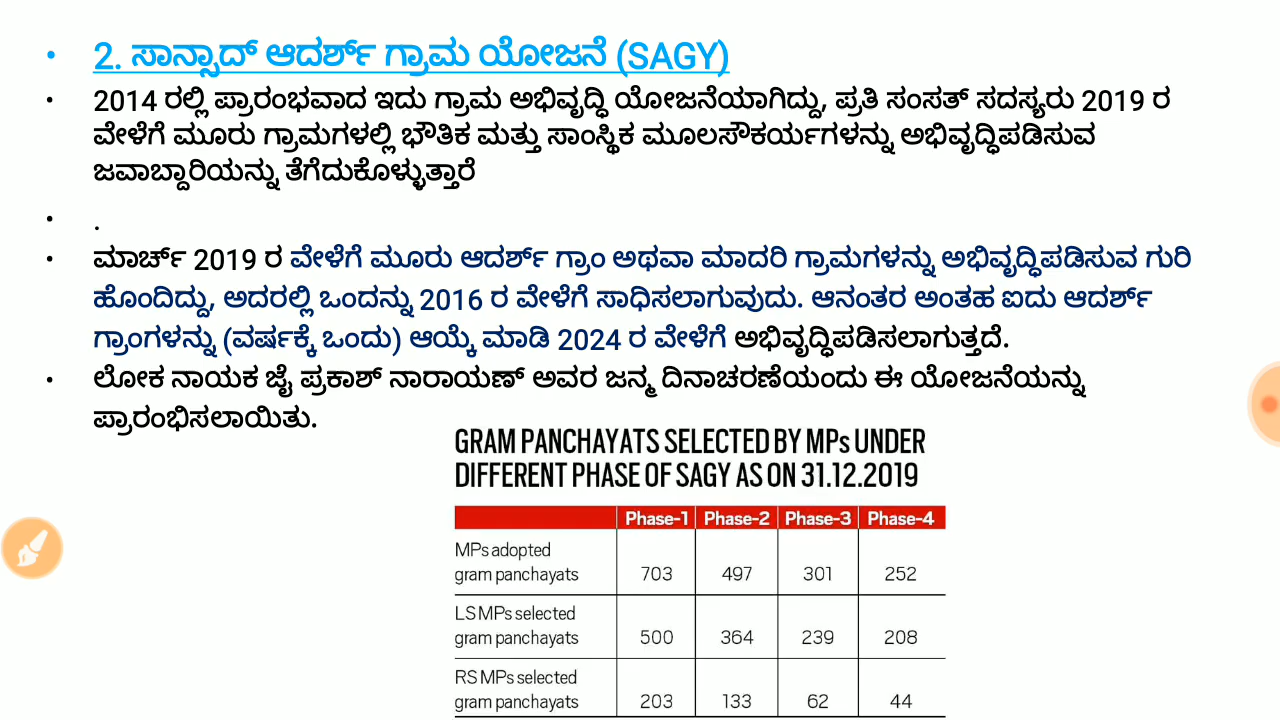 • 2. ಸಾನ್ಸಾದ್ ಆದರ್ಶ್ ಗ್ರಾಮ ಯೋಜನೆ (SAGY)
• 2014 ರಲ್ಲಿ ಪ್ರಾರಂಭವಾದ ಇದು ಗ್ರಾಮ ಅಭಿವೃದ್ಧಿ ಯೋಜನೆಯಾಗಿದ್ದು, ಪ್ರತಿ ಸಂಸತ್ ಸದಸ್ಯರು 2019 ರ
ವೇಳೆಗೆ ಮೂರು ಗ್ರಾಮಗಳಲ್ಲಿ ಭೌತಿಕ ಮತ್ತು ಸಾಂಸ್ಥಿಕ ಮೂಲಸೌಕರ್ಯಗಳನ್ನು ಅಭಿವೃದ್ಧಿಪಡಿಸುವ
ಜವಾಬ್ದಾರಿಯನ್ನು ತೆಗೆದುಕೊಳ್ಳುತ್ತಾರೆ
• .
• ಮಾರ್ಚ್ 2019 ರ ವೇಳೆಗೆ ಮೂರು ಆದರ್ಶ್ ಗ್ರಾಂ ಅಥವಾ ಮಾದರಿ ಗ್ರಾಮಗಳನ್ನು ಅಭಿವೃದ್ಧಿಪಡಿಸುವ ಗುರಿ
ಹೊಂದಿದ್ದು, ಅದರಲ್ಲಿ ಒಂದನ್ನು 2016 ರ ವೇಳೆಗೆ ಸಾಧಿಸಲಾಗುವುದು. ಆನಂತರ ಅಂತಹ ಐದು ಆದರ್ಶ್
ಗ್ರಾಂಗಳನ್ನು (ವರ್ಷಕ್ಕೆ ಒಂದು) ಆಯ್ಕೆ ಮಾಡಿ 2024 ರ ವೇಳೆಗೆ ಅಭಿವೃದ್ಧಿಪಡಿಸಲಾಗುತ್ತದೆ.
• ಲೋಕ ನಾಯಕ ಜೈ ಪ್ರಕಾಶ್ ನಾರಾಯಣ್ ಅವರ ಜನ್ಮ ದಿನಾಚರಣೆಯಂದು ಈ ಯೋಜನೆಯನ್ನು
ಪ್ರಾರಂಭಿಸಲಾಯಿತು.
GRAM PANCHAYATS SELECTED BY MPs UNDER
DIFFERENT PHASE OF SAGY AS ON 31.12.2019
Phase-1 Phase-2 Phase-3 Phase-4
MPs adopted
gram panchayats 703 497 301 252
LS MPs selected
gram panchayats 500 364 239 208
RS MPs selected
gram panchayats 203 133 62 44